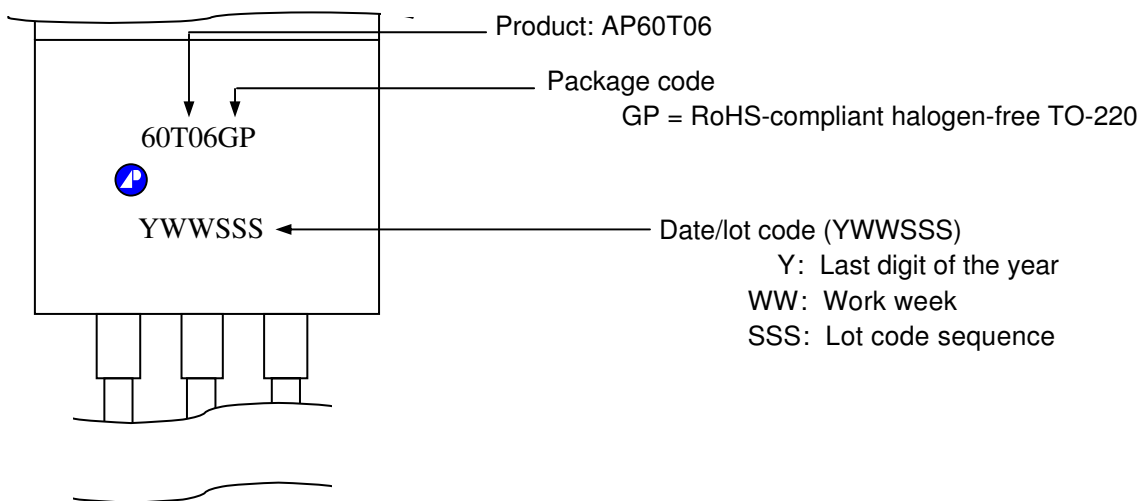 Product: AP60T06
Package code
GP = RoHS-compliant halogen-free TO-220
60T06GP
YWWSSS
Date/lot code (YWWSSS)
Y: Last digit of the year
WW: Work week
SSS: Lot code sequence